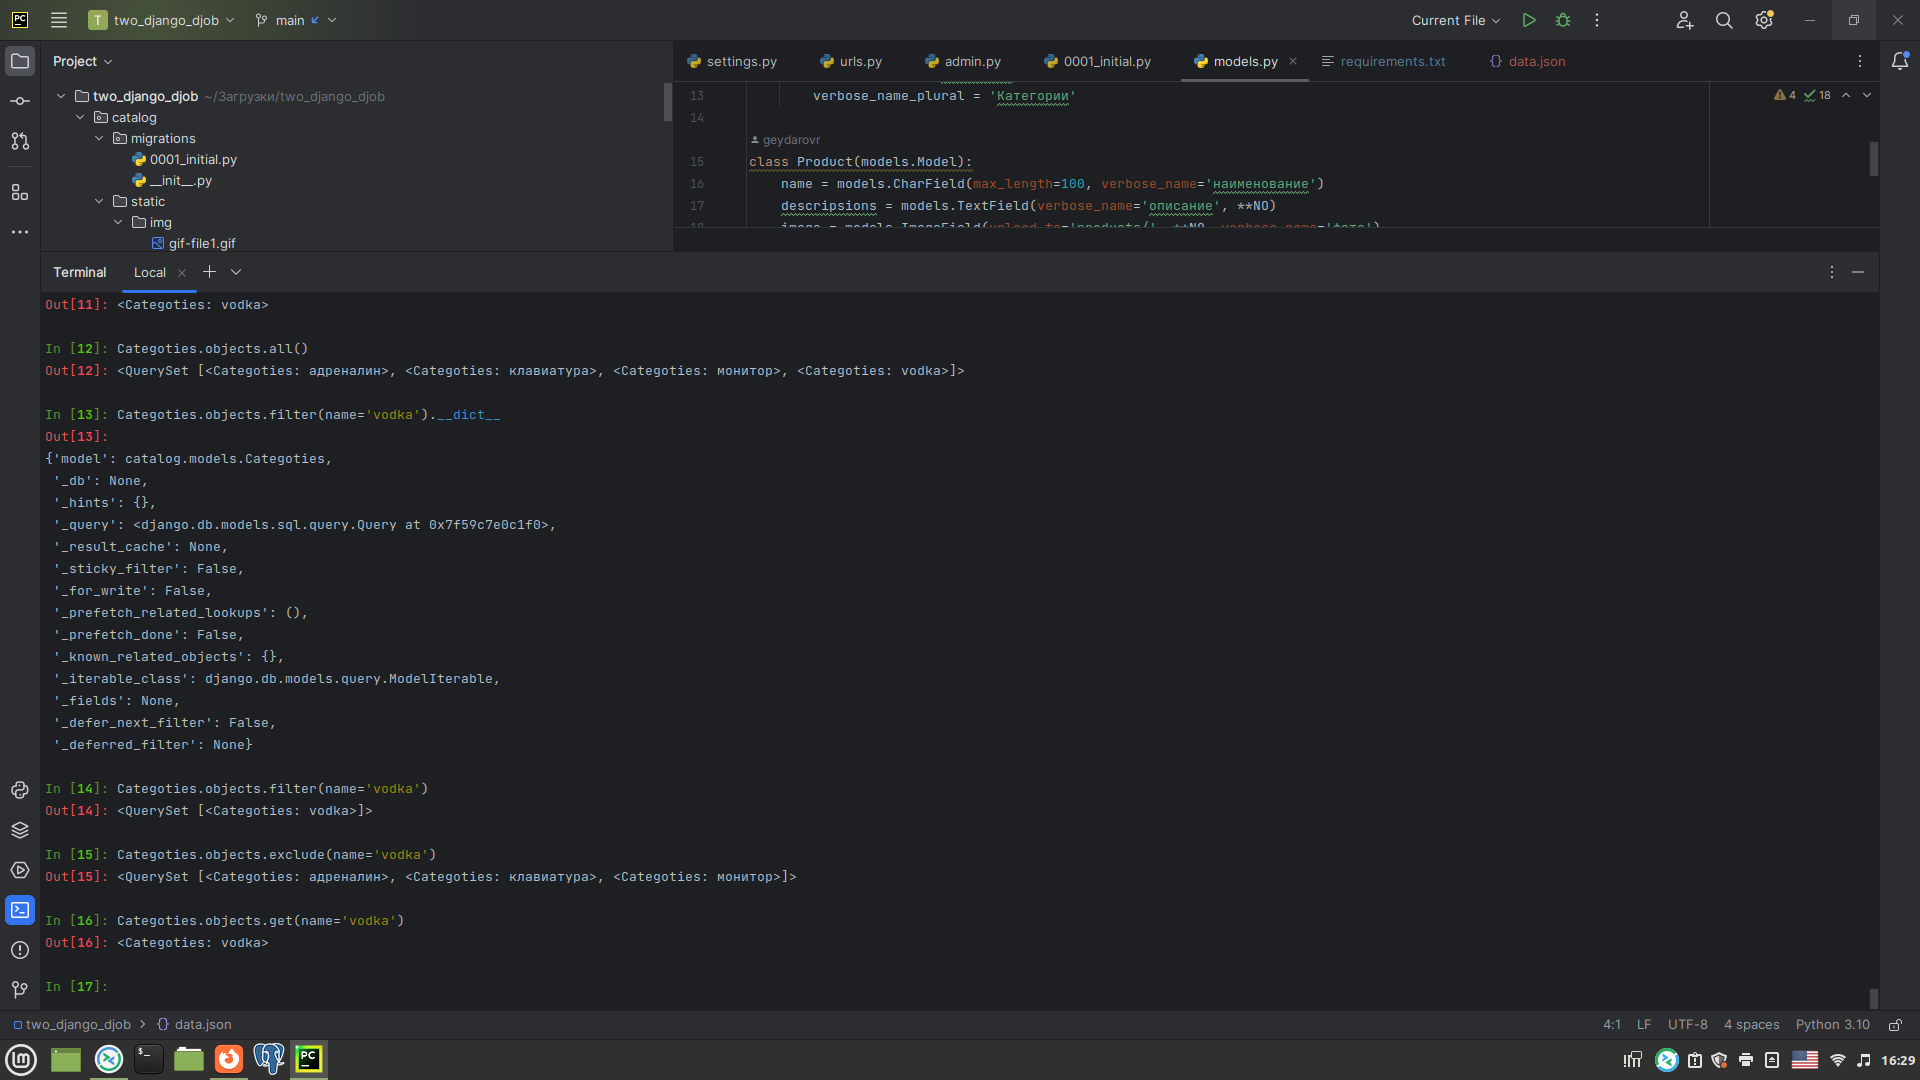 PC
T two_django_djob
main
Current File
Project
settings.py
urls.py
admin.py
0001_initial.py
models.py
requirements.txt
{} data.json
two_django_djob ~/Загрузки/two_django_djob
catalog
migrations
0001_initial.py
__init__.py
static
img
gif-file1.gif
13 verbose_name_plural = 'Категории'
4 18
14
geydarovr
15 class Product(models.Model):
16 name = models.CharField(max_length=100, verbose_name='наименование')
17 descripsions = models.TextField(verbose_name='описание', **NO)
18 image = models.ImageField(upload_to='products/', **NO, verbose_name='фото')
Terminal Local
Out[11]: <Categoties: vodka>
In [12]: Categoties.objects.all()
Out[12]: <QuerySet [<Categoties: адреналин>, <Categoties: клавиатура>, <Categoties: монитор>, <Categoties: vodka>]>
In [13]: Categoties.objects.filter(name='vodka').__dict__
Out[13]:
{'model': catalog.models.Categoties,
'_db': None,
'_hints': {},
'_query': <django.db.models.sql.query.Query at 0x7f59c7e0c1f0>,
'_result_cache': None,
'_sticky_filter': False,
'_for_write': False,
'_prefetch_related_lookups': (),
'_prefetch_done': False,
'_known_related_objects': {},
'_iterable_class': django.db.models.query.ModelIterable,
'_fields': None,
'_defer_next_filter': False,
'_deferred_filter': None}
In [14]: Categoties.objects.filter(name='vodka')
Out[14]: <QuerySet [<Categoties: vodka>]>
In [15]: Categoties.objects.exclude(name='vodka')
Out[15]: <QuerySet [<Categoties: адреналин>, <Categoties: клавиатура>, <Categoties: монитор>]>
In [16]: Categoties.objects.get(name='vodka')
Out[16]: <Categoties: vodka>
In [17]:
two_django_djob > {} data.json
4:1 LF UTF-8 4 spaces Python 3.10
PC
16:29